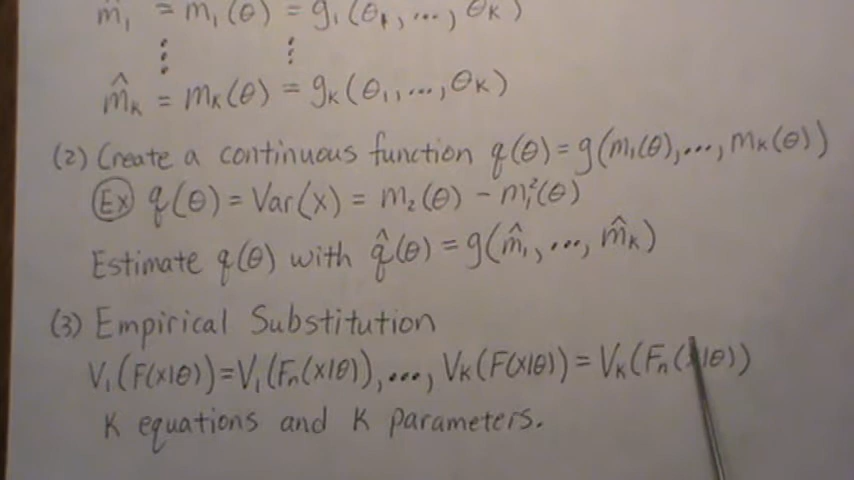 m̂₁ = m₁(θ) = g₁(θ₁,...,θₖ)
⋮ ⋮
m̂ₖ = mₖ(θ) = gₖ(θ₁,...,θₖ)
(2) Create a continuous function q(θ) = g(m₁(θ),...,mₖ(θ))
Ex q(θ) = Var(x) = m₂(θ) - m₁²(θ)
Estimate q(θ) with q̂(θ) = g(m̂₁,...,m̂ₖ)
(3) Empirical Substitution
V₁(F(x|θ)) = V₁(Fₙ(x|θ)),..., Vₖ(F(x|θ)) = Vₖ(Fₙ(x|θ))
K equations and K parameters.